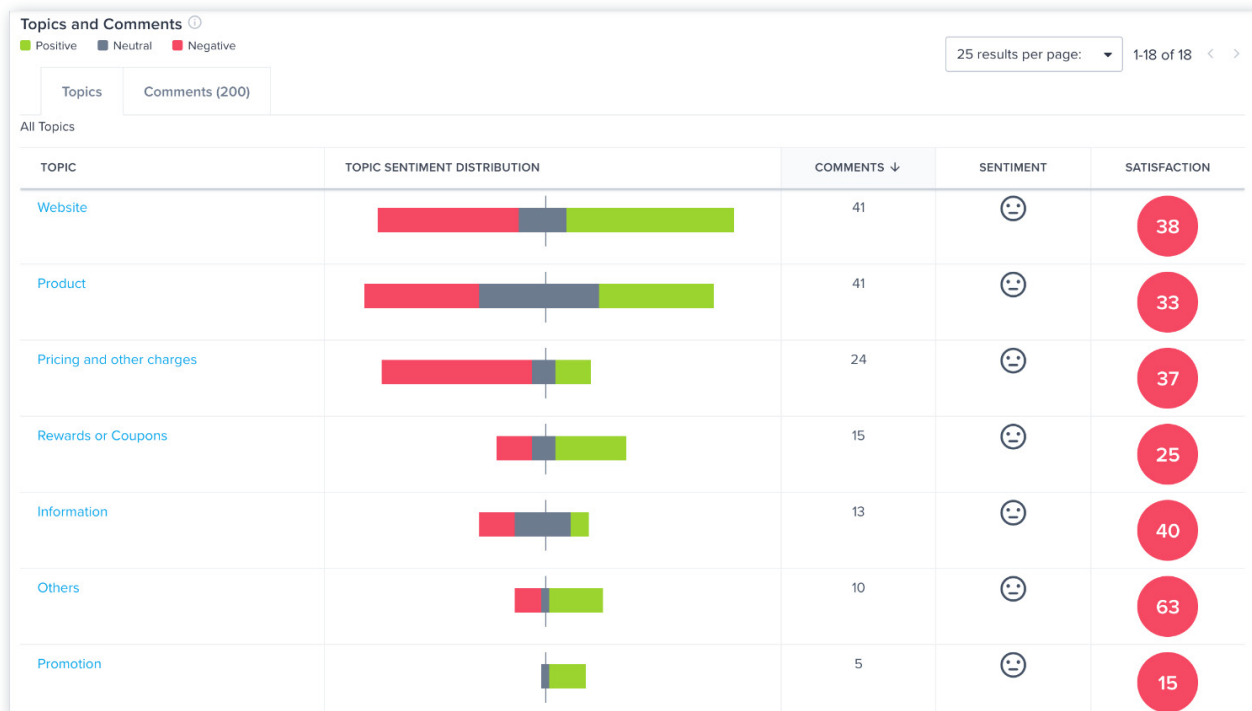 Topics and Comments
Positive Neutral Negative
25 results per page: 1-18 of 18
Topics Comments (200)
All Topics
TOPIC TOPIC SENTIMENT DISTRIBUTION COMMENTS ↓ SENTIMENT SATISFACTION
Website 41 38
Product 41 33
Pricing and other charges 24 37
Rewards or Coupons 15 25
Information 13 40
Others 10 63
Promotion 5 15